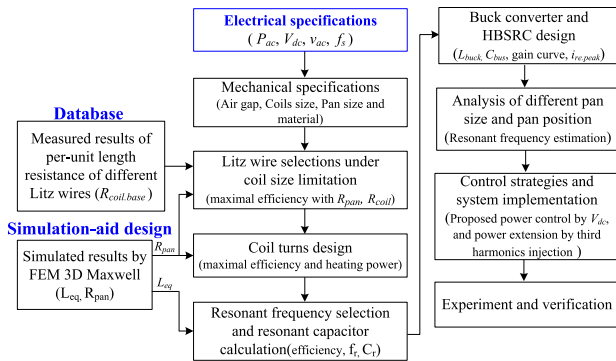 Electrical specifications
( Pac, Vdc, vac, fs )
Mechanical specifications
(Air gap, Coils size, Pan size and
material)
Database
Measured results of
per-unit length
resistance of different
Litz wires (Rcoil.base)
Litz wire selections under
coil size limitation
(maximal efficiency with Rpan, Rcoil)
Simulation-aid design
Rpan
Simulated results by
FEM 3D Maxwell
(Leq, Rpan)
Leq
Coil turns design
(maximal efficiency and heating power)
Resonant frequency selection
and resonant capacitor
calculation(efficiency, fr, Cr)
Buck converter and
HBSRC design
(Lbuck, Cbus, gain curve, ire.peak)
Analysis of different pan
size and pan position
(Resonant frequency estimation)
Control strategies and
system implementation
(Proposed power control by Vdc,
and power extension by third
harmonics injection )
Experiment and verification